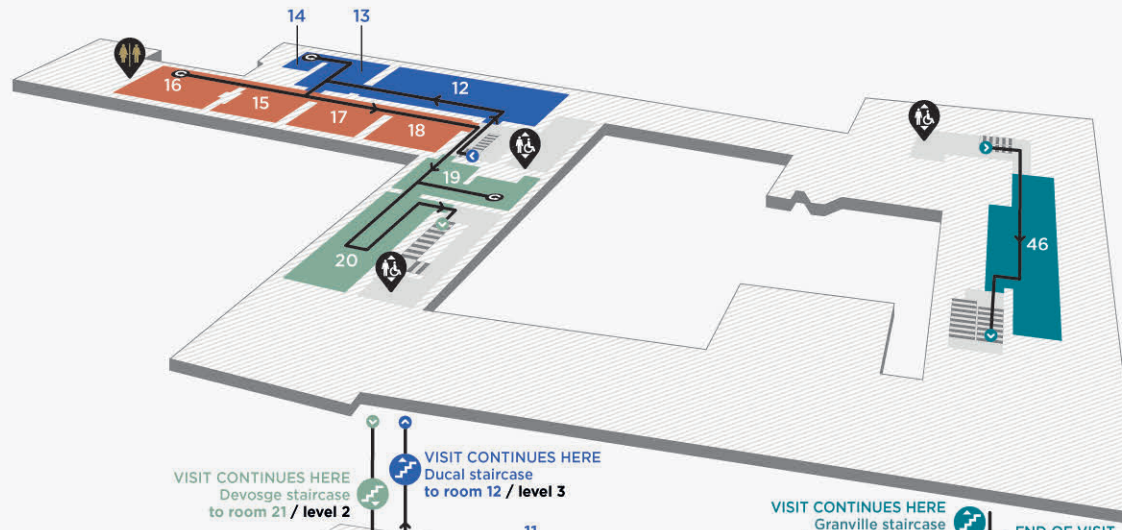 14
13
12
16
15
17
18
19
20
46
VISIT CONTINUES HERE
Devosge staircase
to room 21 / level 2
VISIT CONTINUES HERE
Ducal staircase
to room 12 / level 3
11
VISIT CONTINUES HERE
Granville staircase
END OF VISIT